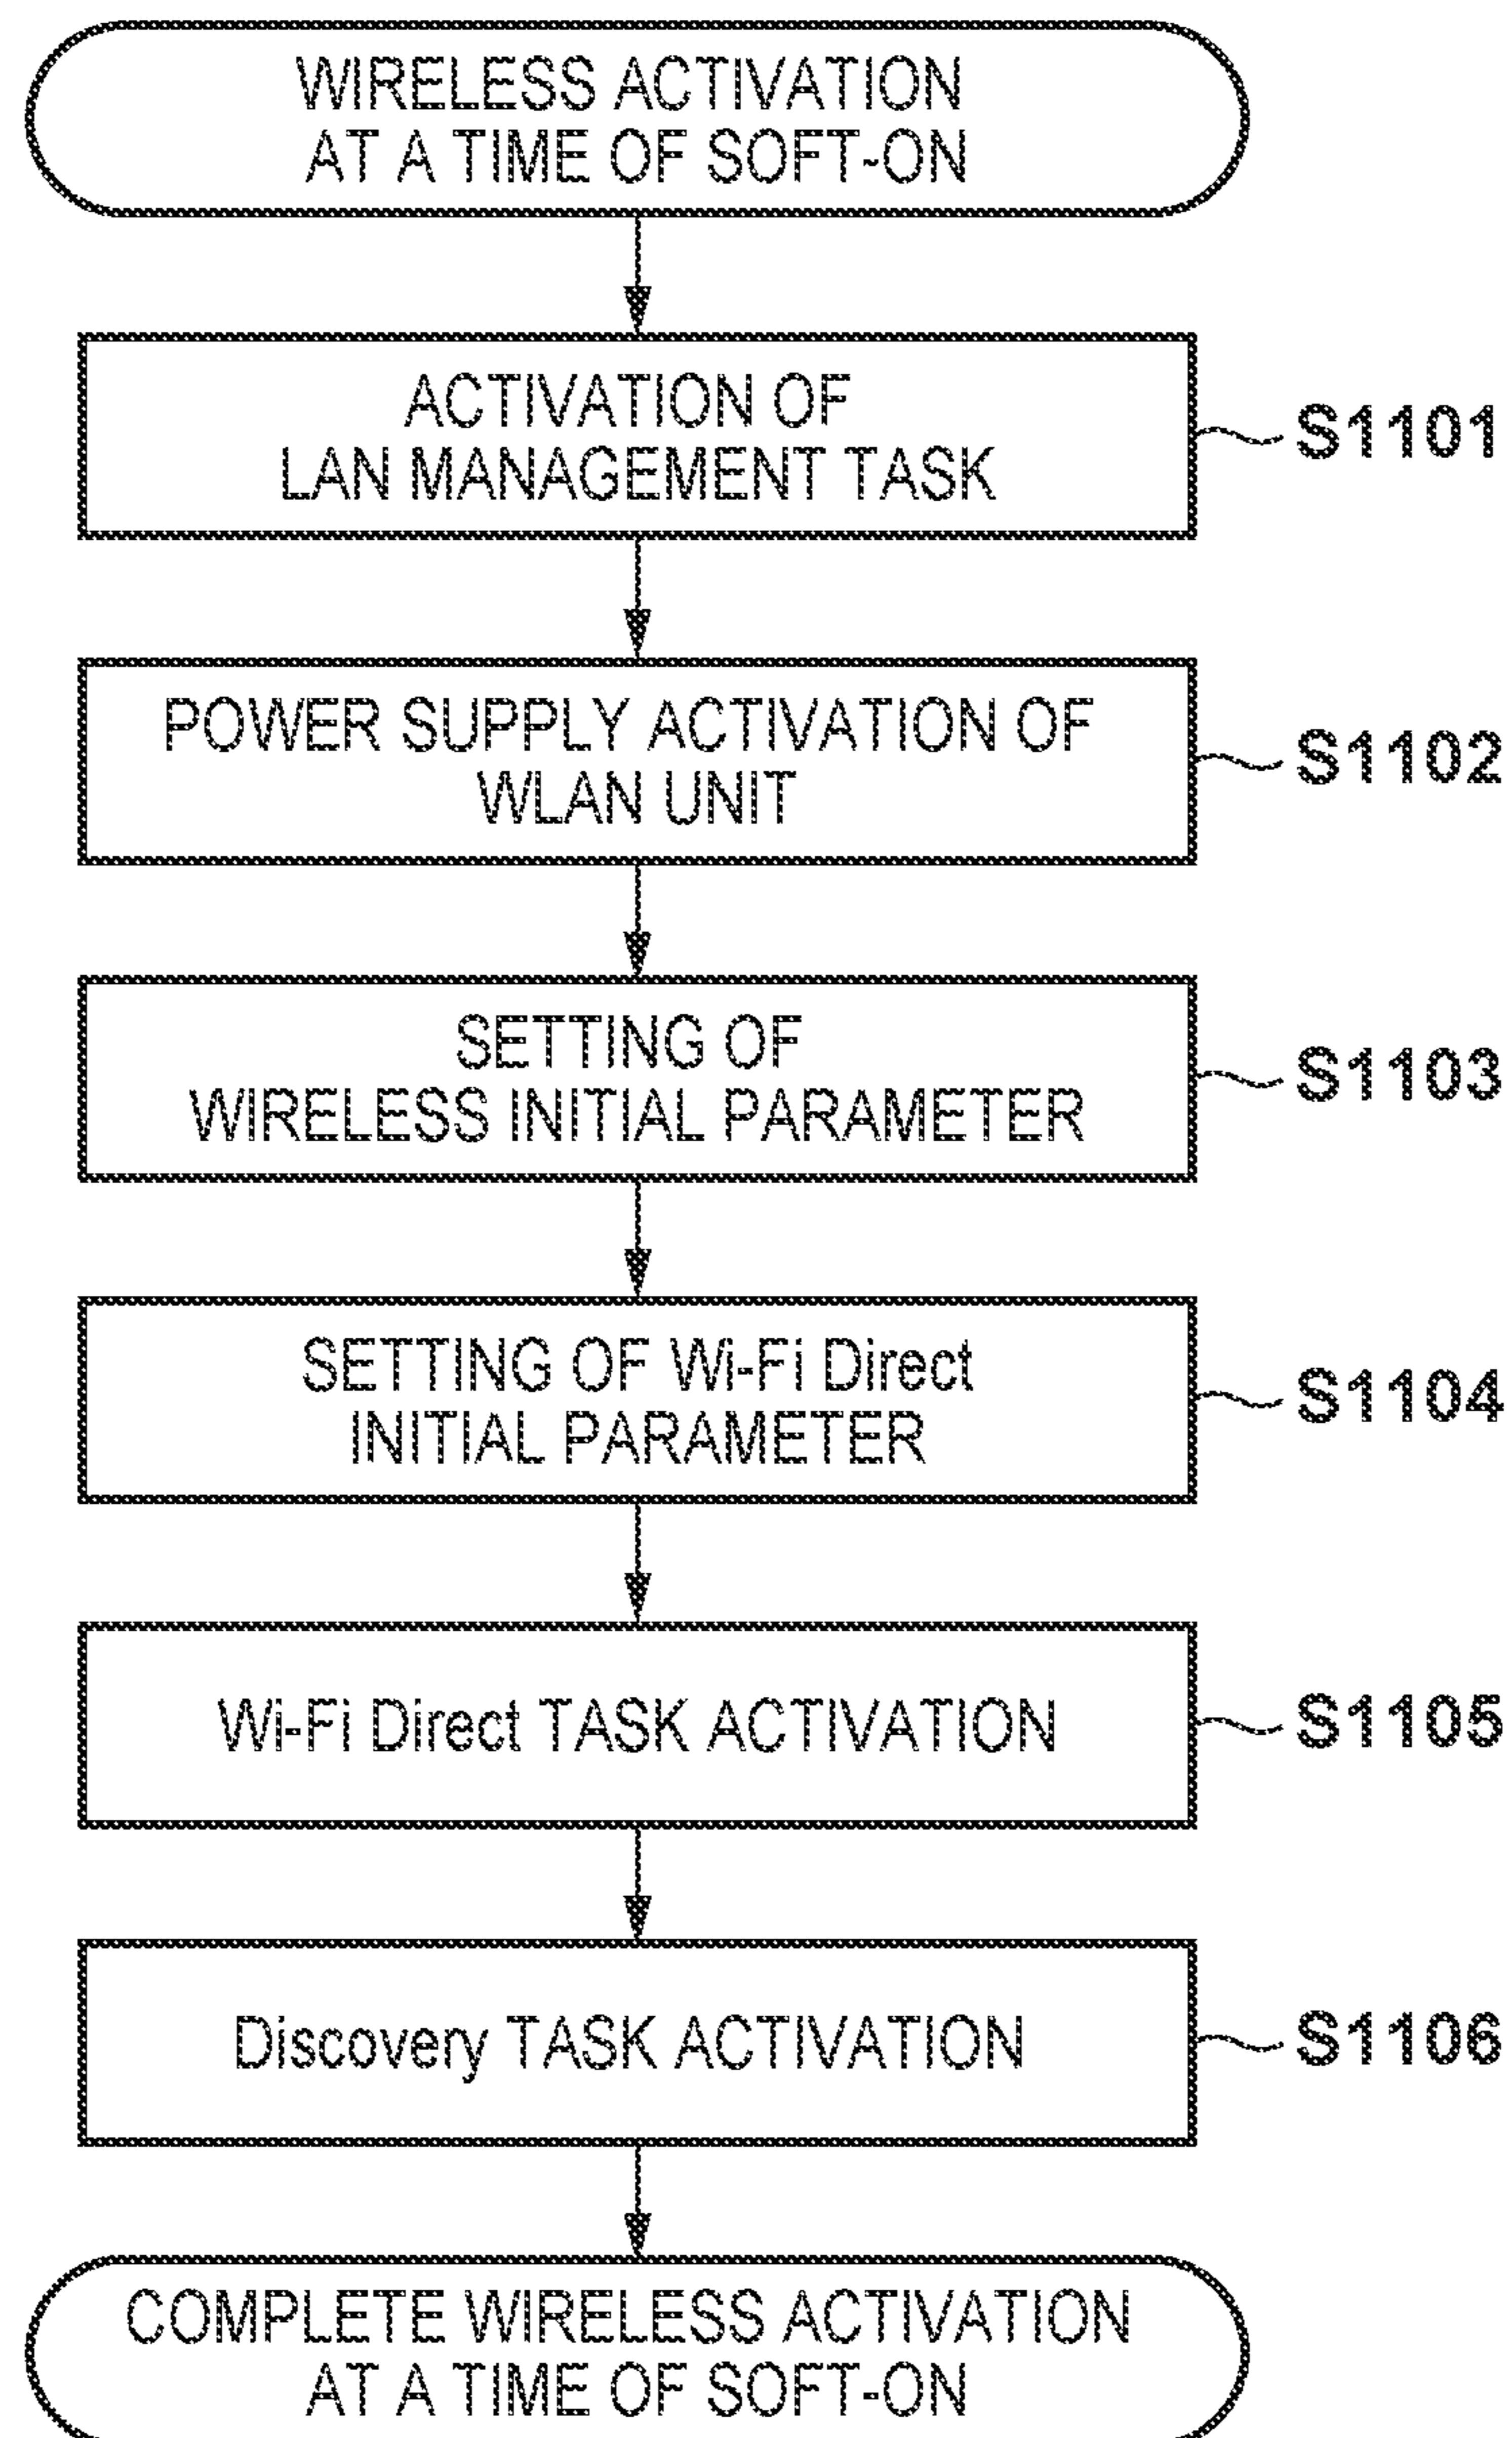 WIRELESS ACTIVATION
AT A TIME OF SOFT-ON
ACTIVATION OF
LAN MANAGEMENT TASK
S1101
POWER SUPPLY ACTIVATION OF
WLAN UNIT
S1102
SETTING OF
WIRELESS INITIAL PARAMETER
S1103
SETTING OF Wi-Fi Direct
INITIAL PARAMETER
S1104
Wi-Fi Direct TASK ACTIVATION
S1105
Discovery TASK ACTIVATION
S1106
COMPLETE WIRELESS ACTIVATION
AT A TIME OF SOFT-ON